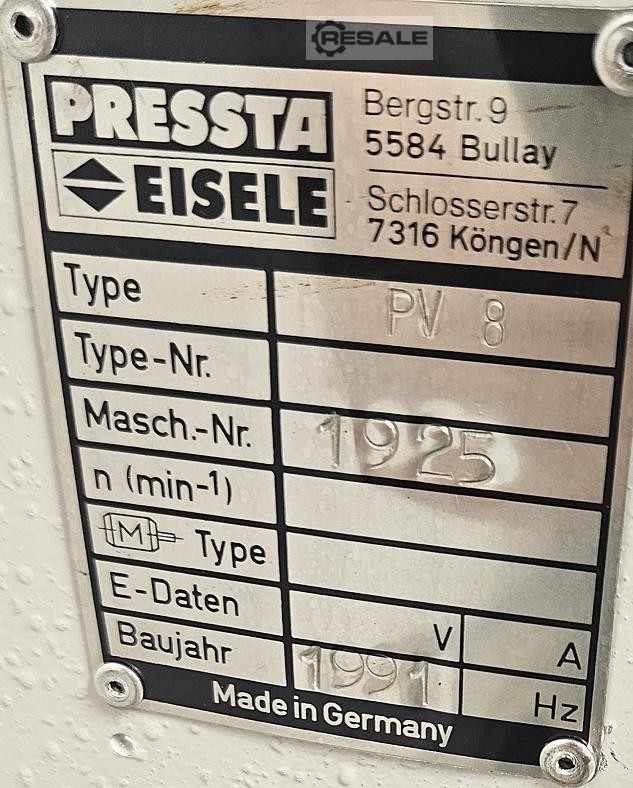 RESALE
PRESSTA
EISELE
Bergstr. 9
5584 Bullay
Schlosserstr. 7
7316 Köngen/N
Type PV 8
Type-Nr.
Masch.-Nr. 1925
n (min-1)
M Type
E-Daten V A
Baujahr 1991 Hz
Made in Germany